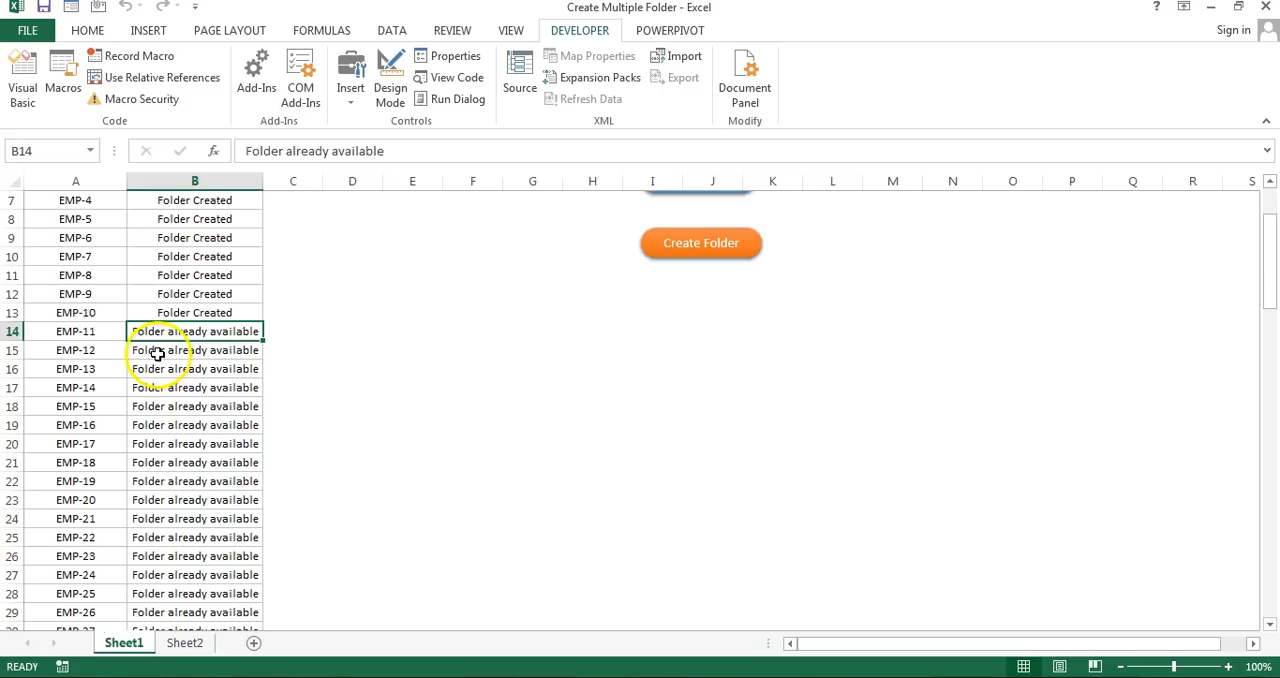 Create Multiple Folder - Excel
?
FILE HOME INSERT PAGE LAYOUT FORMULAS DATA REVIEW VIEW DEVELOPER POWERPIVOT Sign in
Visual Basic
Macros
Record Macro
Use Relative References
Macro Security
Code
Add-Ins
COM Add-Ins
Add-Ins
Insert
Design Mode
Properties
View Code
Run Dialog
Controls
Source
Map Properties
Expansion Packs
Refresh Data
Import
Export
XML
Document Panel
Modify
B14 fx Folder already available
A B C D E F G H I J K L M N O P Q R S
7 EMP-4 Folder Created
8 EMP-5 Folder Created
9 EMP-6 Folder Created
10 EMP-7 Folder Created
11 EMP-8 Folder Created
12 EMP-9 Folder Created
13 EMP-10 Folder Created
14 EMP-11 Folder already available
15 EMP-12 Folder already available
16 EMP-13 Folder already available
17 EMP-14 Folder already available
18 EMP-15 Folder already available
19 EMP-16 Folder already available
20 EMP-17 Folder already available
21 EMP-18 Folder already available
22 EMP-19 Folder already available
23 EMP-20 Folder already available
24 EMP-21 Folder already available
25 EMP-22 Folder already available
26 EMP-23 Folder already available
27 EMP-24 Folder already available
28 EMP-25 Folder already available
29 EMP-26 Folder already available
Create Folder
Sheet1 Sheet2
READY 100%